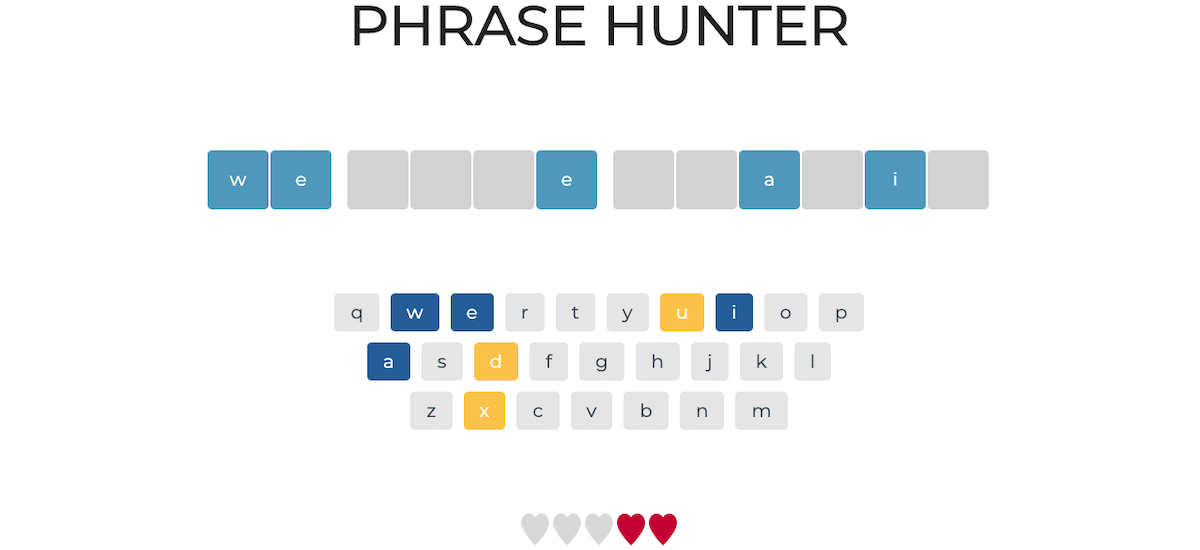 PHRASE HUNTER
w e e a i
q w e r t y u i o p
a s d f g h j k l
z x c v b n m